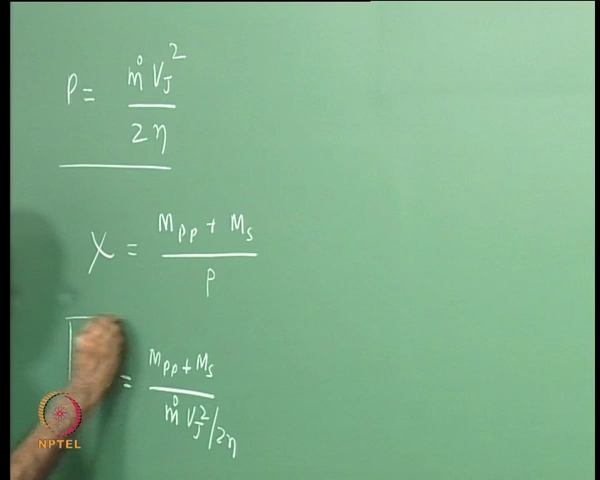 P = ṁ V_J² / 2η
X = M_PP + M_S / P
= M_PP + M_S / ṁ V_J² / 2η
NPTEL